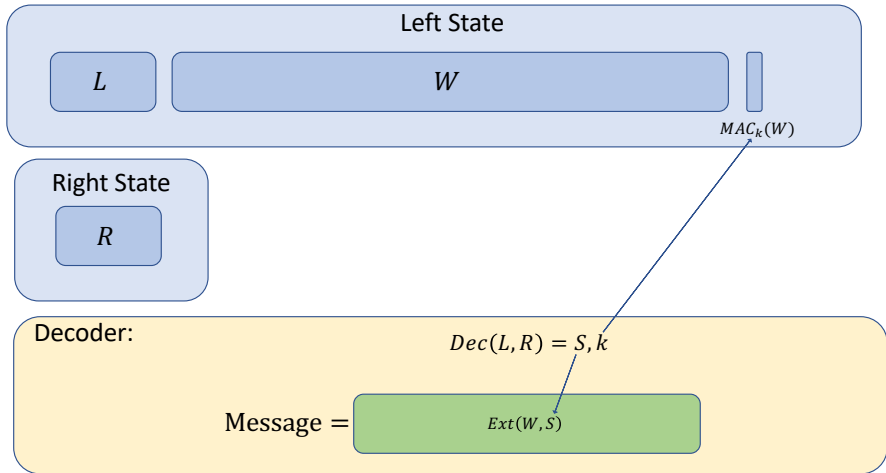 Left State
L
W
MAC_k(W)
Right State
R
Decoder:
Dec(L, R) = S, k
Message =
Ext(W, S)